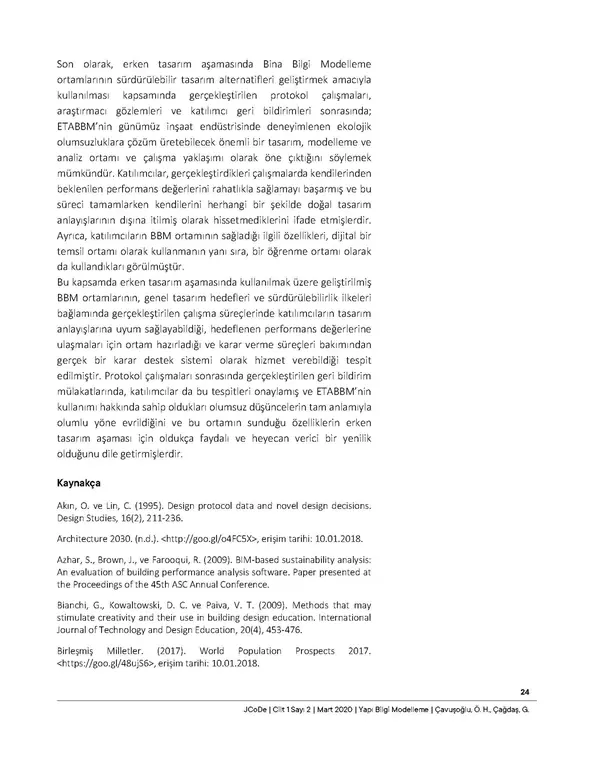 Son olarak, erken tasarım aşamasında Bina Bilgi Modelleme
ortamlarının sürdürülebilir tasarım alternatifleri geliştirmek amacıyla
kullanılması kapsamında gerçekleştirilen protokol çalışmaları,
araştırmacı gözlemleri ve katılımcı geri bildirimleri sonrasında;
ETABBM'nin günümüz inşaat endüstrisinde deneyimlenen ekolojik
olumsuzluklara çözüm üretebilecek önemli bir tasarım, modelleme ve
analiz ortamı ve çalışma yaklaşımı olarak öne çıktığını söylemek
mümkündür. Katılımcılar, gerçekleştirdikleri çalışmalarda kendilerinden
beklenilen performans değerlerini rahatlıkla sağlamayı başarmış ve bu
süreci tamamlarken kendilerini herhangi bir şekilde doğal tasarım
anlayışlarının dışına itilmiş olarak hissetmediklerini ifade etmişlerdir.
Ayrıca, katılımcıların BBM ortamının sağladığı ilgili özellikleri, dijital bir
temsil ortamı olarak kullanmanın yanı sıra, bir öğrenme ortamı olarak
da kullandıkları görülmüştür.
Bu kapsamda erken tasarım aşamasında kullanılmak üzere geliştirilmiş
BBM ortamlarının, genel tasarım hedefleri ve sürdürülebilirlik ilkeleri
bağlamında gerçekleştirilen çalışma süreçlerinde katılımcıların tasarım
anlayışlarına uyum sağlayabildiği, hedeflenen performans değerlerine
ulaşmaları için ortam hazırladığı ve karar verme süreçleri bakımından
gerçek bir karar destek sistemi olarak hizmet verebildiği tespit
edilmiştir. Protokol çalışmaları sonrasında gerçekleştirilen geri bildirim
mülakatlarında, katılımcılar da bu tespitleri onaylamış ve ETABBM'nin
kullanımı hakkında sahip oldukları olumsuz düşüncelerin tam anlamıyla
olumlu yöne evrildiğini ve bu ortamın sunduğu özelliklerin erken
tasarım aşaması için oldukça faydalı ve heyecan verici bir yenilik
olduğunu dile getirmişlerdir.
Kaynakça
Akın, O. ve Lin, C. (1995). Design protocol data and novel design decisions.
Design Studies, 16(2), 211-236.
Architecture 2030. (n.d.). <http://goo.gl/o4FC5X>, erişim tarihi: 10.01.2018.
Azhar, S., Brown, J., ve Farooqui, R. (2009). BIM-based sustainability analysis:
An evaluation of building performance analysis software. Paper presented at
the Proceedings of the 45th ASC Annual Conference.
Bianchi, G., Kowaltowski, D. C. ve Paiva, V. T. (2009). Methods that may
stimulate creativity and their use in building design education. International
Journal of Technology and Design Education, 20(4), 453-476.
Birleşmiş Milletler. (2017). World Population Prospects 2017.
<https://goo.gl/48ujS6>, erişim tarihi: 10.01.2018.
24
JCoDe | Cilt 1 Sayı 2 | Mart 2020 | Yapı Bilgi Modelleme | Çavuşoğlu, Ö. H., Çağdaş, G.